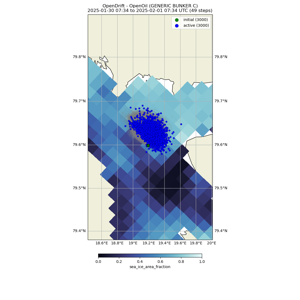 OpenDrift - OpenOil (GENERIC BUNKER C)
2025-01-30 07:34 to 2025-02-01 07:34 UTC (49 steps)
initial (3000)
active (3000)
79.8°N
79.8°N
79.7°N
79.7°N
79.6°N
79.6°N
79.5°N
79.5°N
79.4°N
79.4°N
18.6°E 18.8°E 19°E 19.2°E 19.4°E 19.6°E 19.8°E 20°E
0.0 0.2 0.4 0.6 0.8 1.0
sea_ice_area_fraction